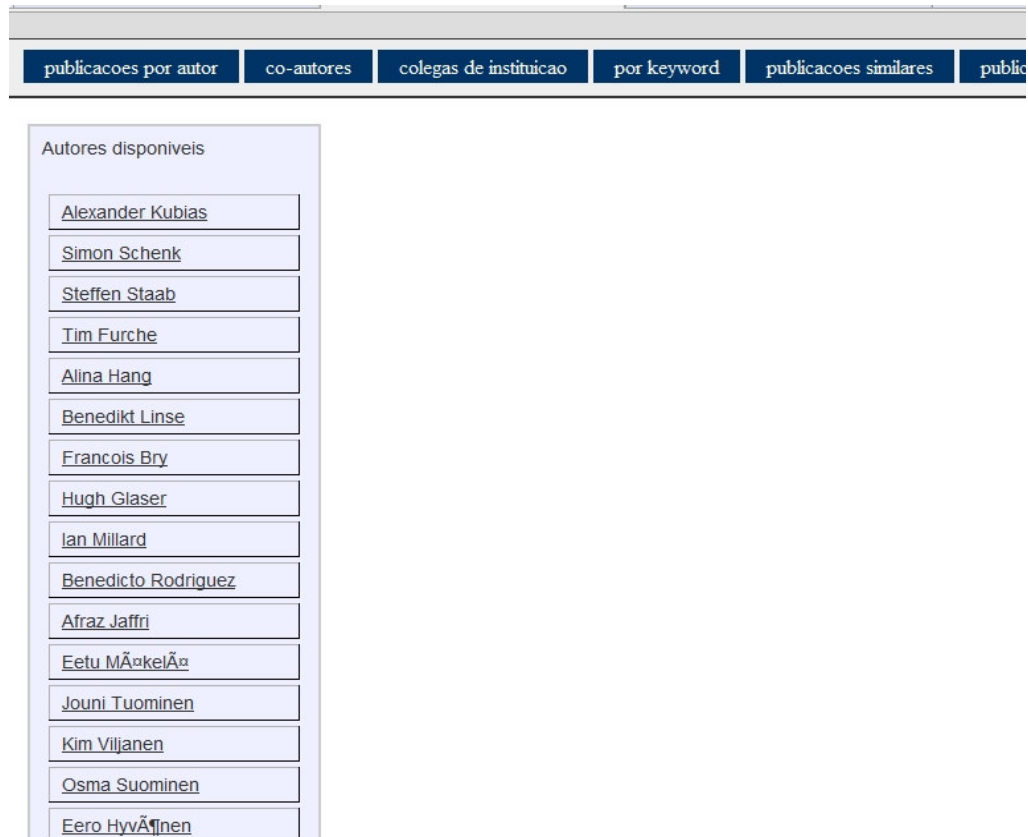 publicacoes por autor co-autores colegas de instituicao por keyword publicacoes similares public
Autores disponiveis
Alexander Kubias
Simon Schenk
Steffen Staab
Tim Furche
Alina Hang
Benedikt Linse
Francois Bry
Hugh Glaser
Ian Millard
Benedicto Rodriguez
Afraz Jaffri
Eetu MÃ¤kelÃ¤
Jouni Tuominen
Kim Viljanen
Osma Suominen
Eero HyvÃ¶nen